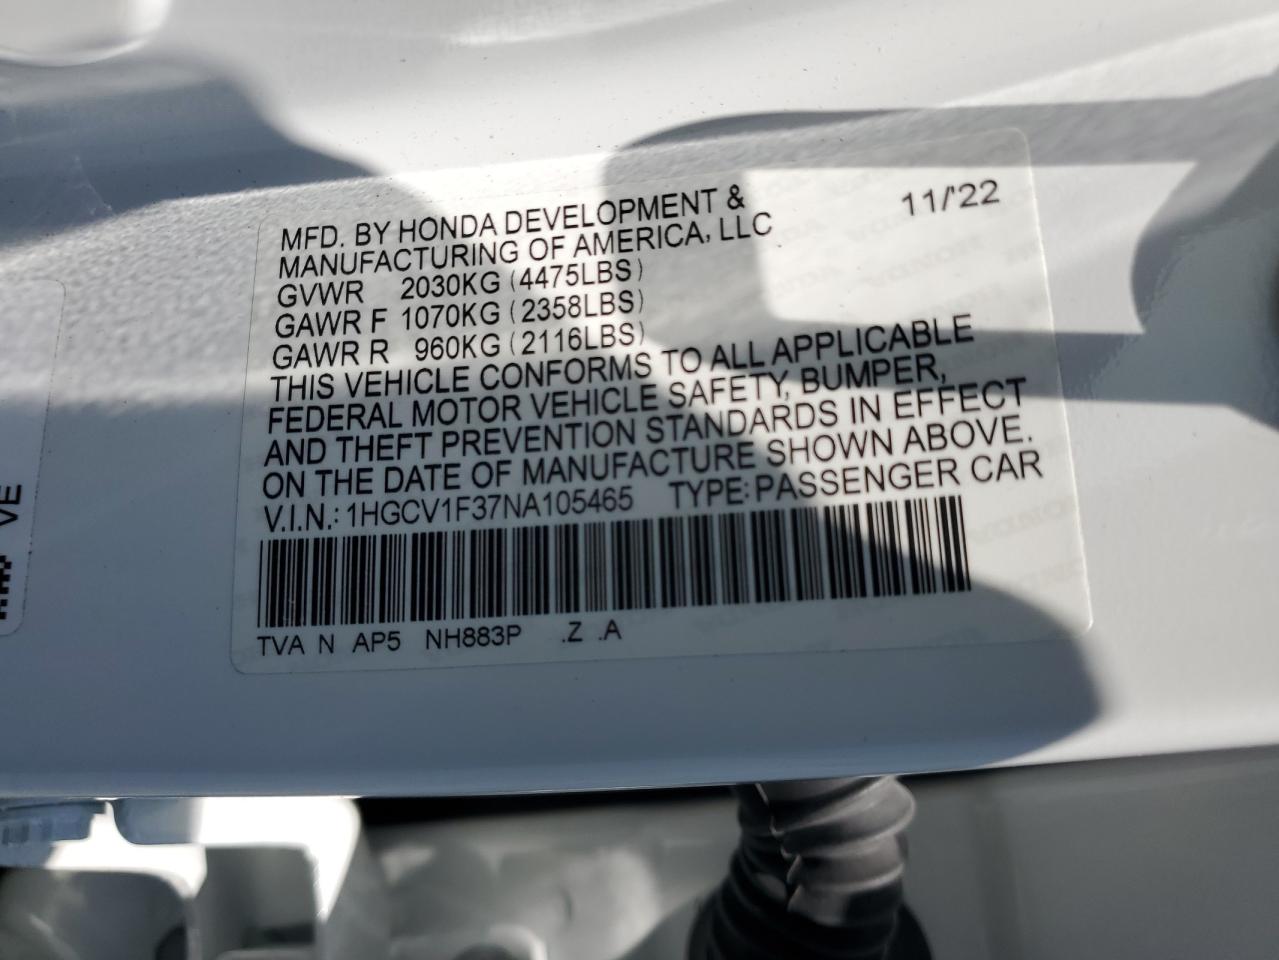 MFD. BY HONDA DEVELOPMENT & 11/'22
MANUFACTURING OF AMERICA, LLC
GVWR 2030KG (4475LBS)
GAWR F 1070KG (2358LBS)
GAWR R 960KG (2116LBS)
THIS VEHICLE CONFORMS TO ALL APPLICABLE
FEDERAL MOTOR VEHICLE SAFETY, BUMPER,
AND THEFT PREVENTION STANDARDS IN EFFECT
ON THE DATE OF MANUFACTURE SHOWN ABOVE.
V.I.N.: 1HGCV1F37NA105465 TYPE: PASSENGER CAR
TVA N AP5 NH883P .Z .A
VE